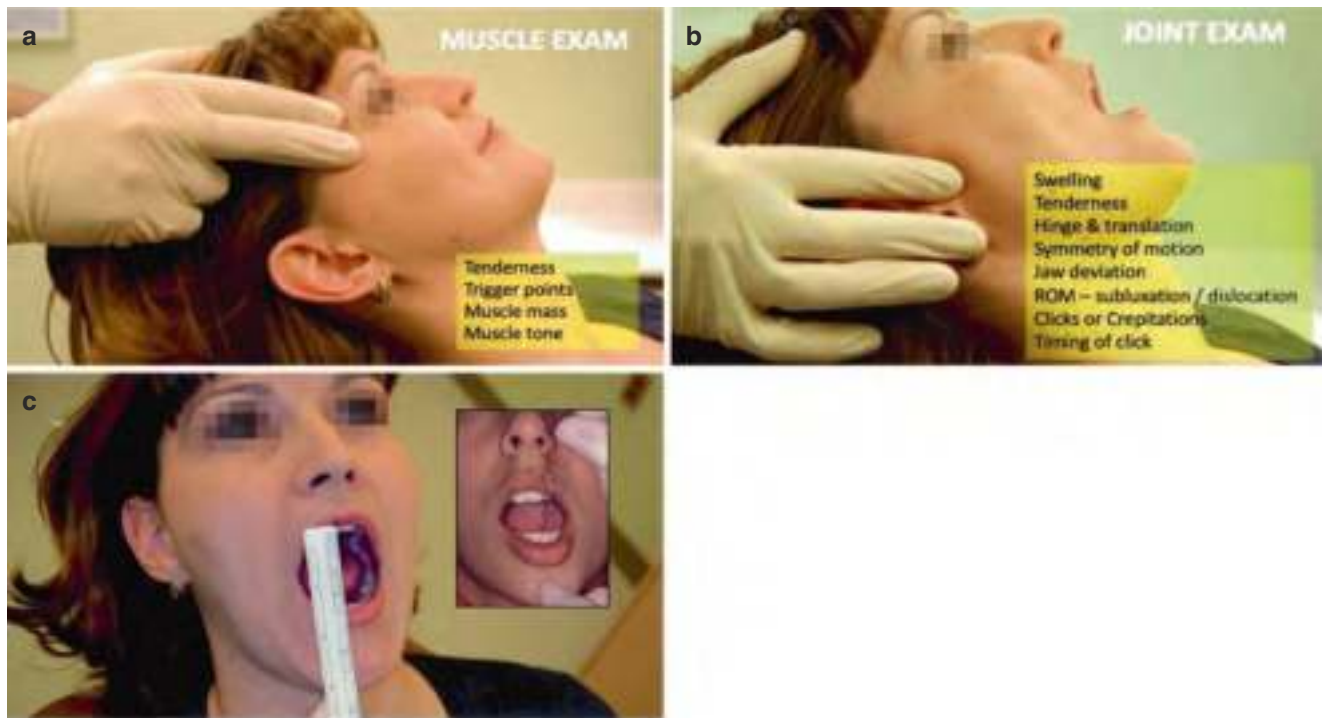 a
MUSCLE EXAM
Tenderness
Trigger points
Muscle mass
Muscle tone
b
JOINT EXAM
Swelling
Tenderness
Hinge & translation
Symmetry of motion
Jaw deviation
ROM – subluxation / dislocation
Clicks or Crepitations
Timing of click
c